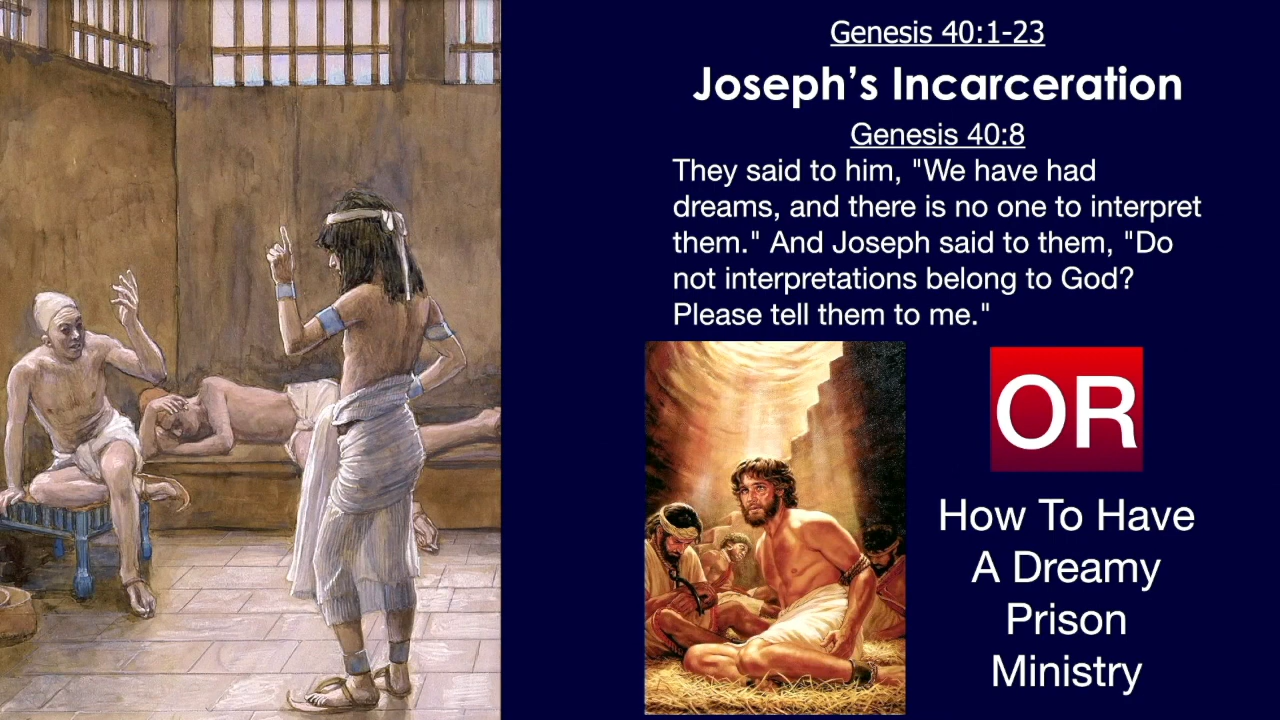 Genesis 40:1-23
Joseph’s Incarceration
Genesis 40:8
They said to him, "We have had
dreams, and there is no one to interpret
them." And Joseph said to them, "Do
not interpretations belong to God?
Please tell them to me."
OR
How To Have
A Dreamy
Prison
Ministry